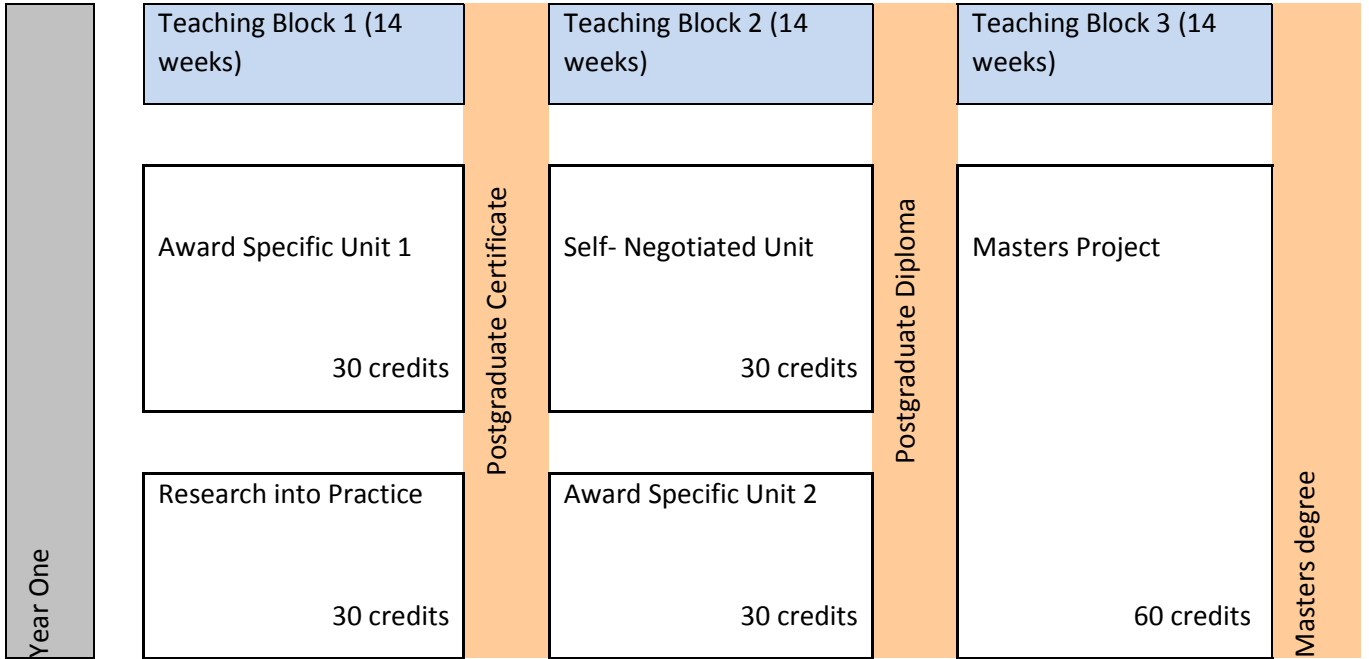 Teaching Block 1 (14
weeks)
Teaching Block 2 (14
weeks)
Teaching Block 3 (14
weeks)
Year One
Award Specific Unit 1
30 credits
Research into Practice
30 credits
Postgraduate Certificate
Self- Negotiated Unit
30 credits
Award Specific Unit 2
30 credits
Postgraduate Diploma
Masters Project
60 credits
Masters degree